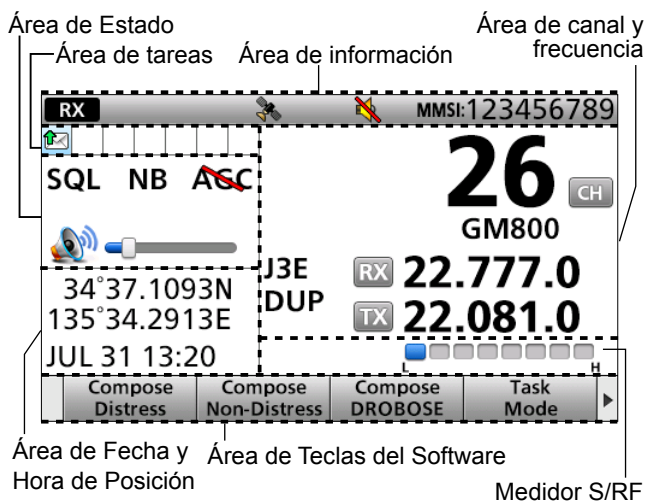 Área de Estado
Área de tareas
Área de información
Área de canal y
frecuencia
RX
MMSI:123456789
SQL NB AGC
26 CH
GM800
J3E
DUP
RX 22.777.0
TX 22.081.0
34°37.1093N
135°34.2913E
JUL 31 13:20
L H
Compose
Distress
Compose
Non-Distress
Compose
DROBOSE
Task
Mode
Área de Fecha y
Hora de Posición
Área de Teclas del Software
Medidor S/RF